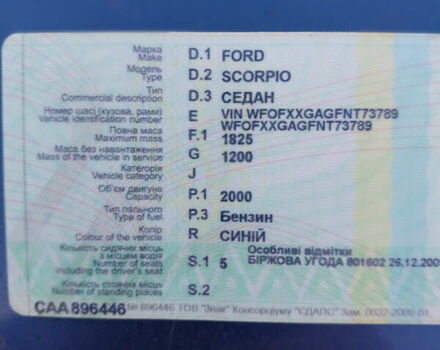 Марка
Make
D.1 FORD
Модель
Type
D.2 SCORPIO
Тип
Commercial description
D.3 СЕДАН
Номер шасі (кузова, рами)
Vehicle identification number
E VIN WFOFXXGAGFNT73789
WFOFXXGAGFNT73789
Повна маса
Maximum mass
F.1 1825
Маса без навантаження
Mass of the vehicle in service
G 1200
Категорія
Vehicle category
J
Об'єм двигуна
Capacity
P.1 2000
Тип пального
Type of fuel
P.3 Бензин
Колір
Colour of the vehicle
R СИНІЙ
Кількість сидячих місць
з місцем водія
Number of seats
including the driver's seat
S.1 5
Особливі відмітки
БІРЖОВА УГОДА 801602 26.12.200
Кількість стоячих місць
Number of standing places
S.2
САА 896446
№ 896446 ТОВ "Знак" Консорціуму "ЄДАПС" Зам.